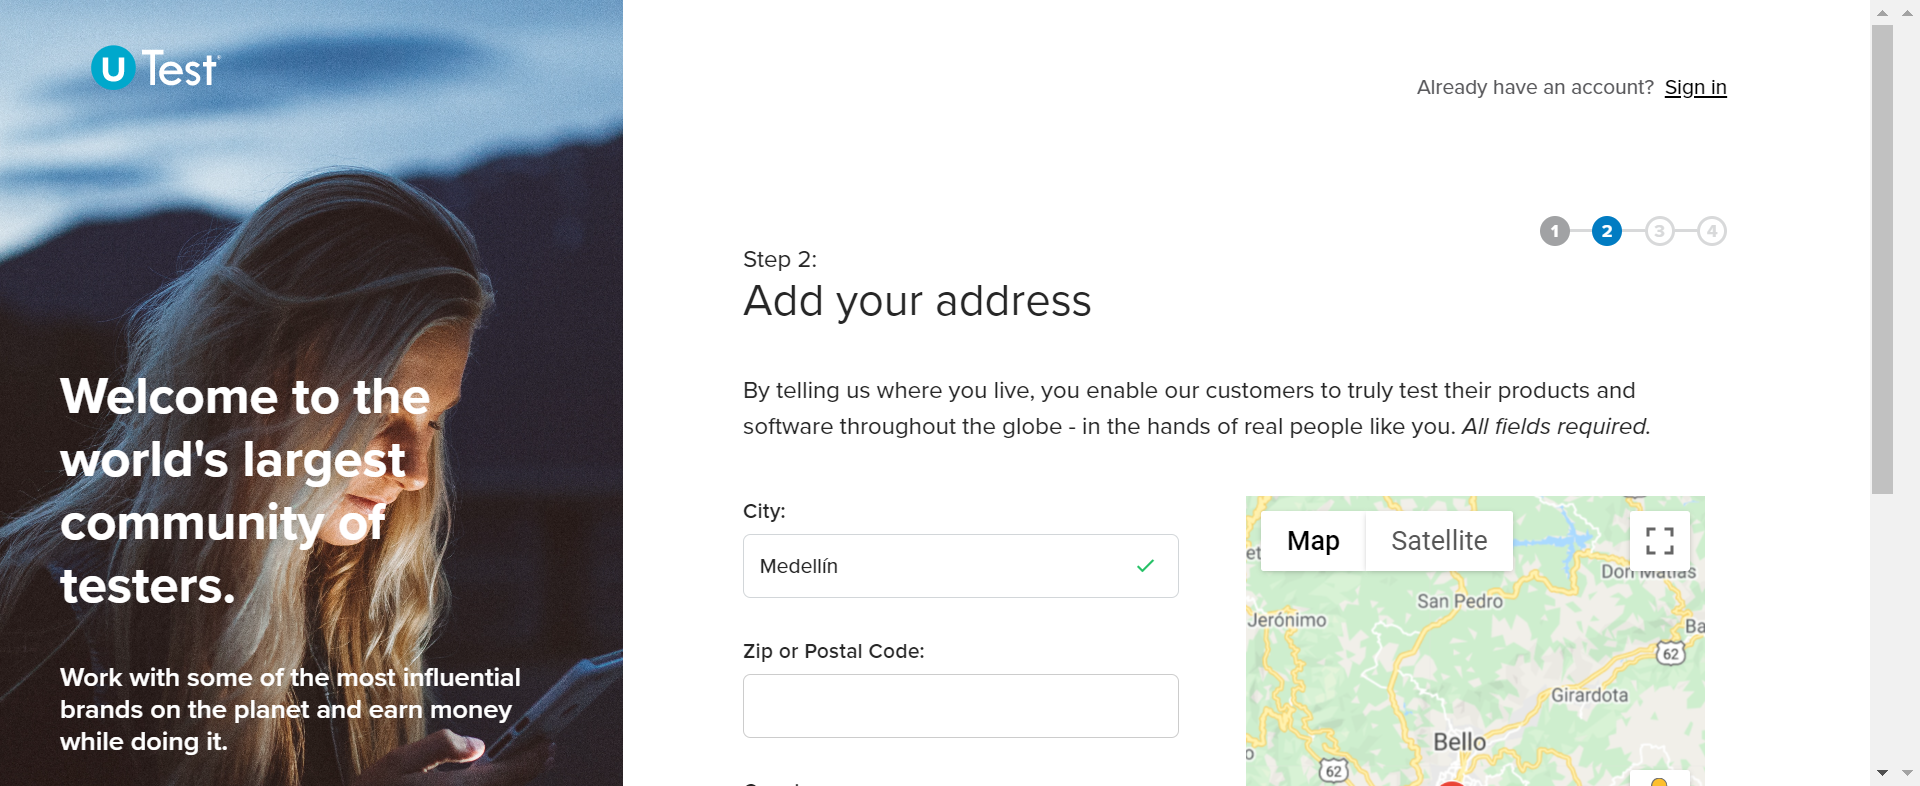 uTest
Already have an account? Sign in
1 2 3 4
Step 2:
Add your address
By telling us where you live, you enable our customers to truly test their products and
software throughout the globe - in the hands of real people like you. All fields required.
City:
Medellín
Zip or Postal Code:
Map Satellite
Don Matías
San Pedro
Jerónimo
Ba
62
Girardota
Bello
62
Welcome to the
world's largest
community of
testers.
Work with some of the most influential
brands on the planet and earn money
while doing it.